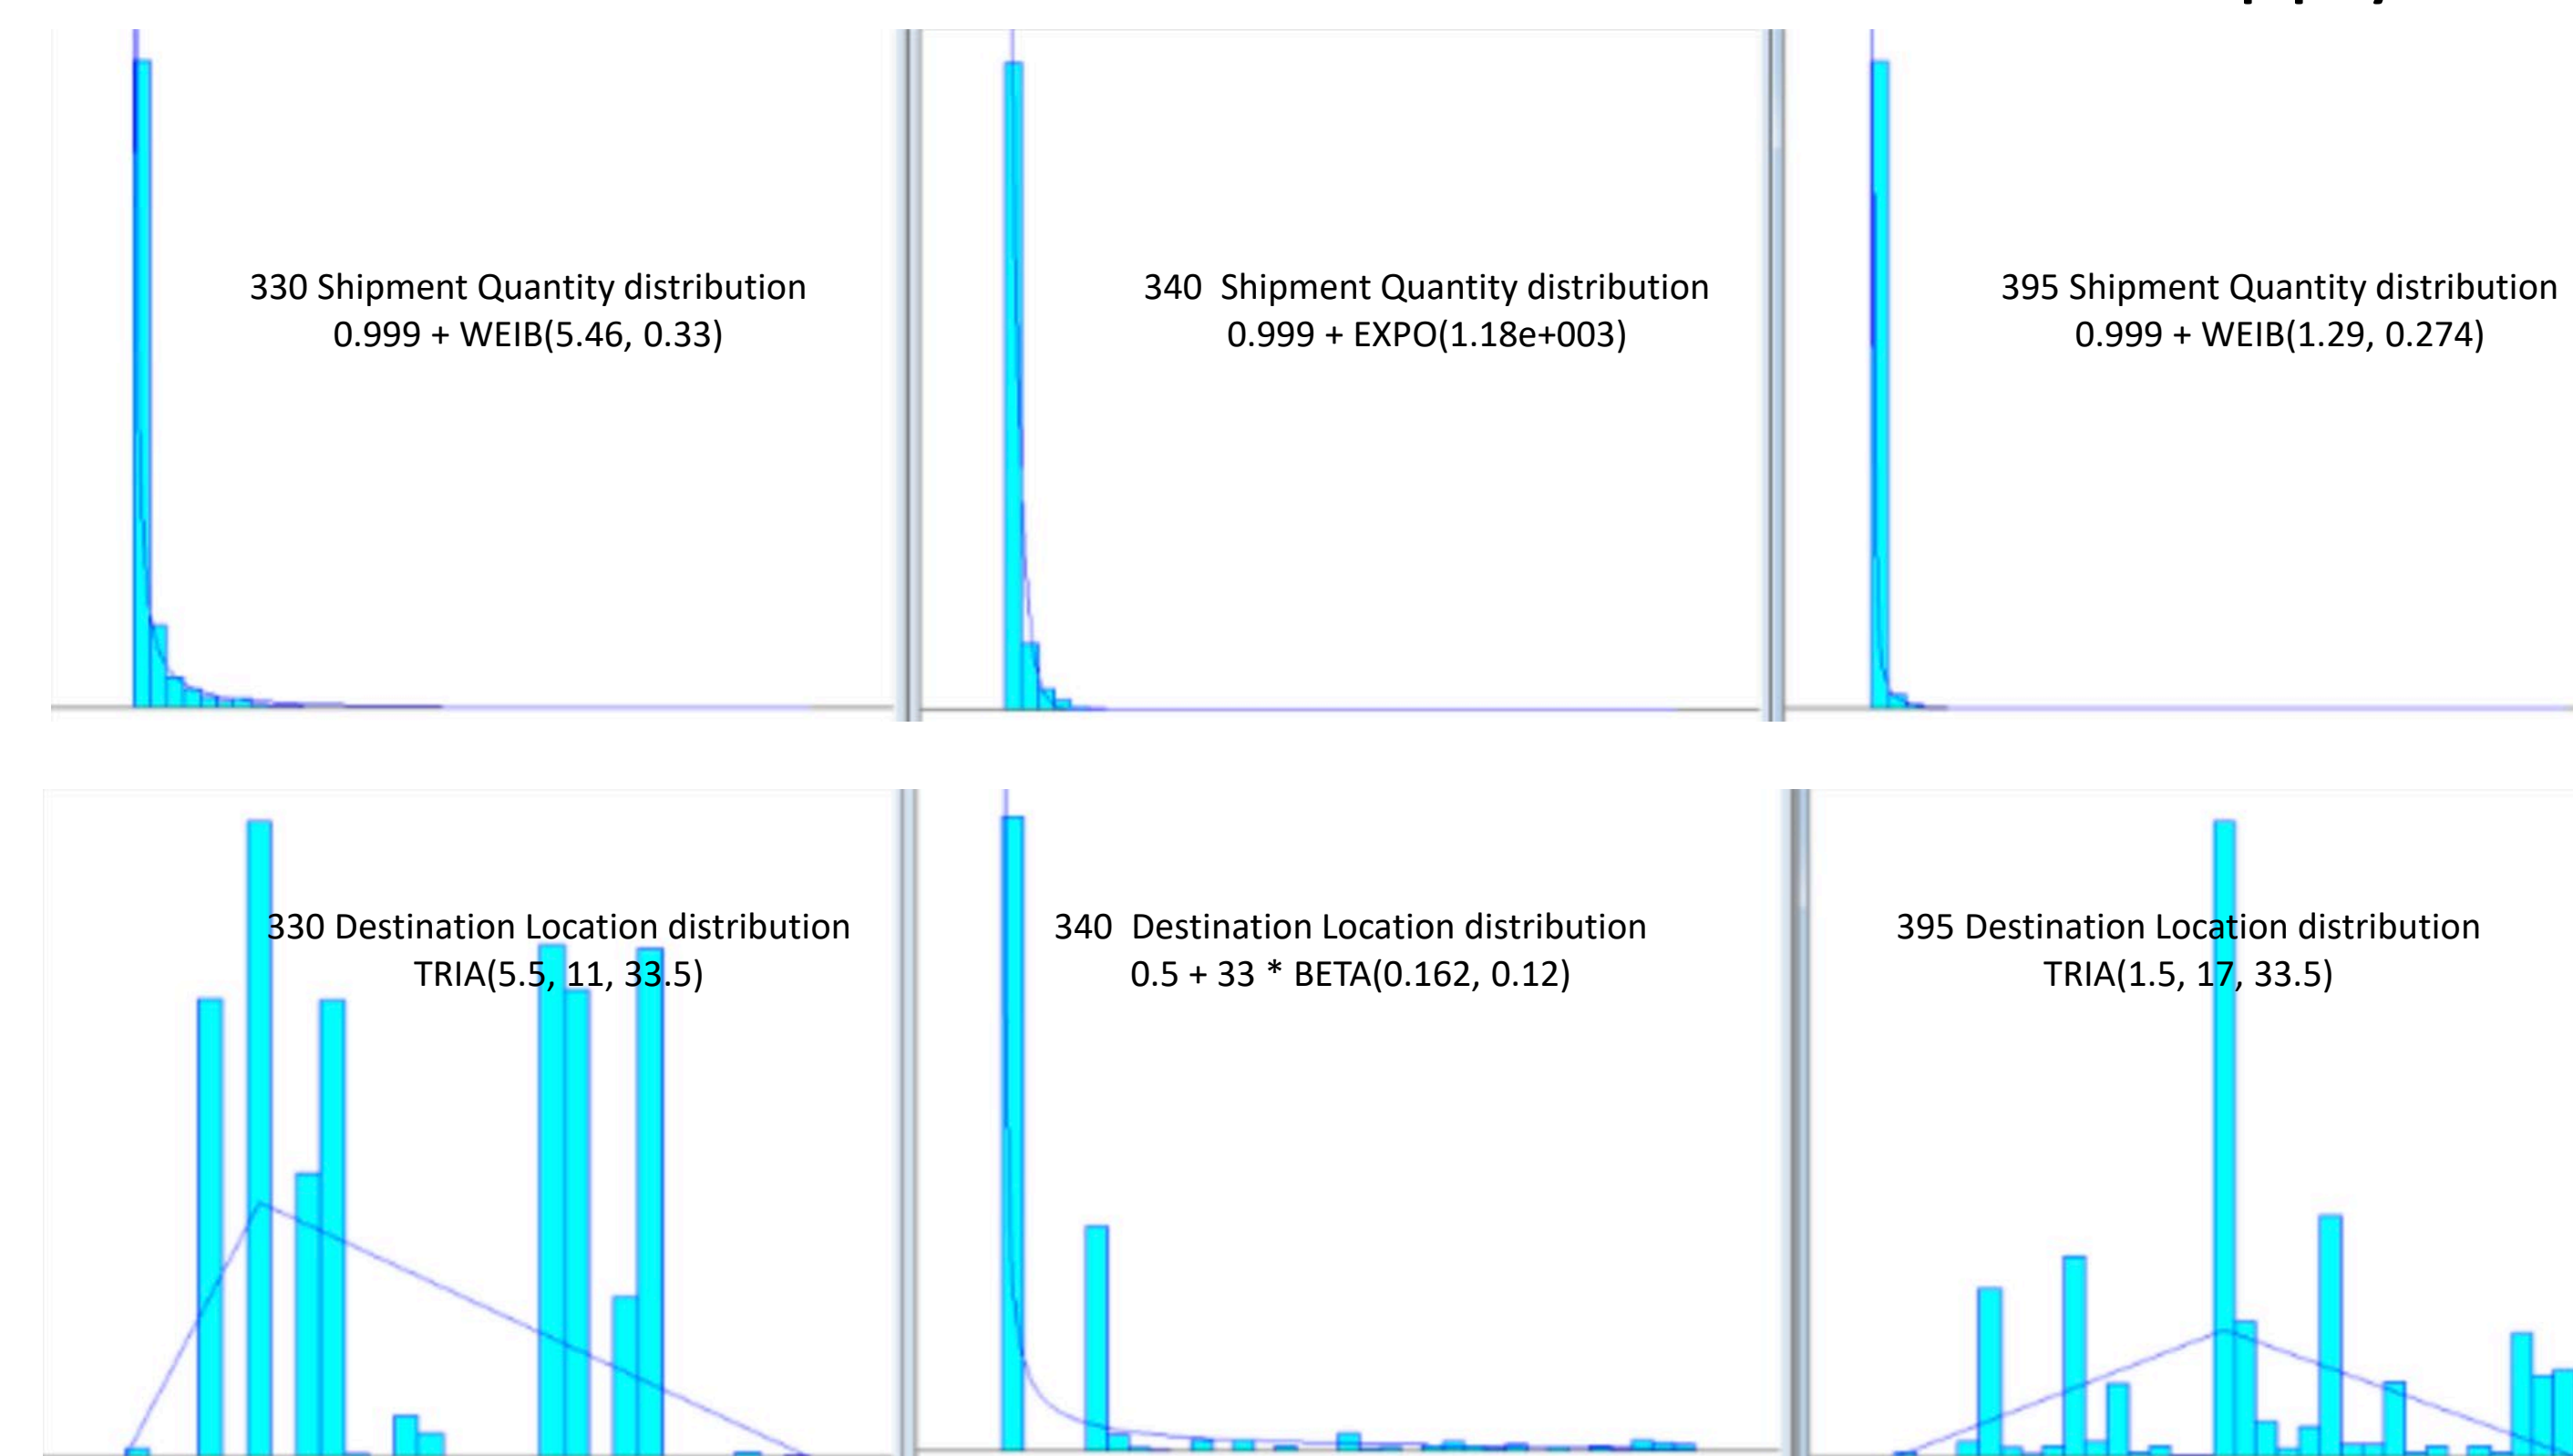 330 Shipment Quantity distribution
0.999 + WEIB(5.46, 0.33)
340  Shipment Quantity distribution
0.999 + EXPO(1.18e+003)
395 Shipment Quantity distribution
0.999 + WEIB(1.29, 0.274)
330 Destination Location distribution
TRIA(5.5, 11, 33.5)
340  Destination Location distribution
0.5 + 33 * BETA(0.162, 0.12)
395 Destination Location distribution
TRIA(1.5, 17, 33.5)